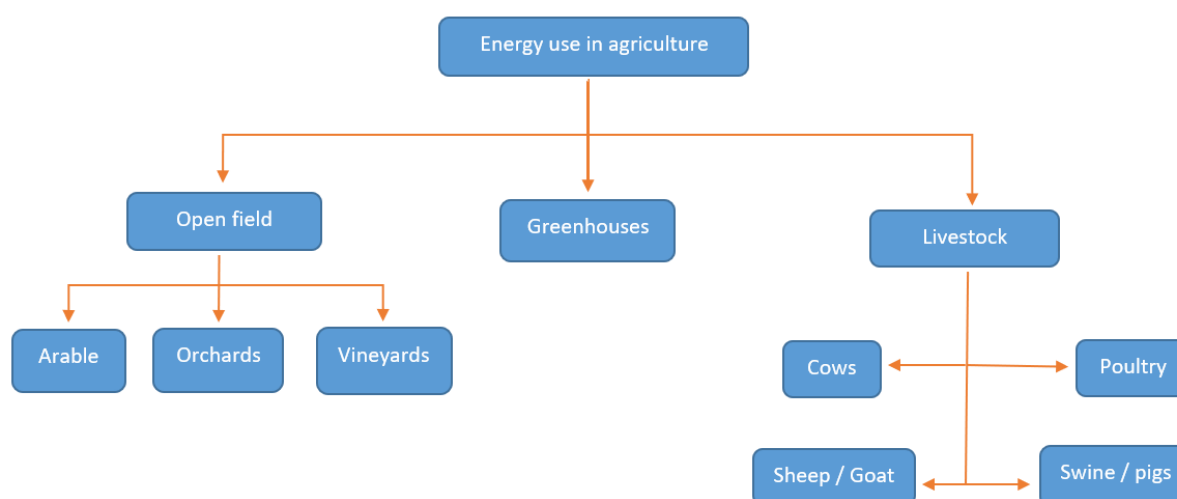 Energy use in agriculture
Open field
Greenhouses
Livestock
Arable
Orchards
Vineyards
Cows
Poultry
Sheep / Goat
Swine / pigs